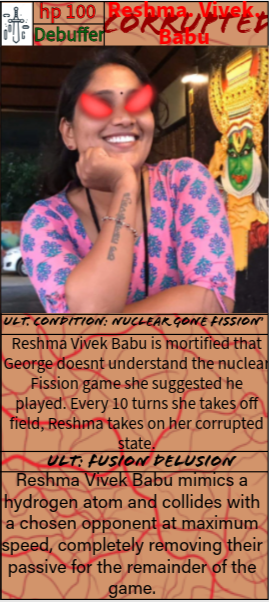 hp 100
Debuffer
CORRUPTED
Reshma Vivek
Babu
ULT. CONDITION: NUCLEAR GONE FISSION'
Reshma Vivek Babu is mortified that
George doesnt understand the nuclear
Fission game she suggested he
played. Every 10 turns she takes off
field, Reshma takes on her corrupted
state.
ULT: FUSION DELUSION
Reshma Vivek Babu mimics a
hydrogen atom and collides with
a chosen opponent at maximum
speed, completely removing their
passive for the remainder of the
game.